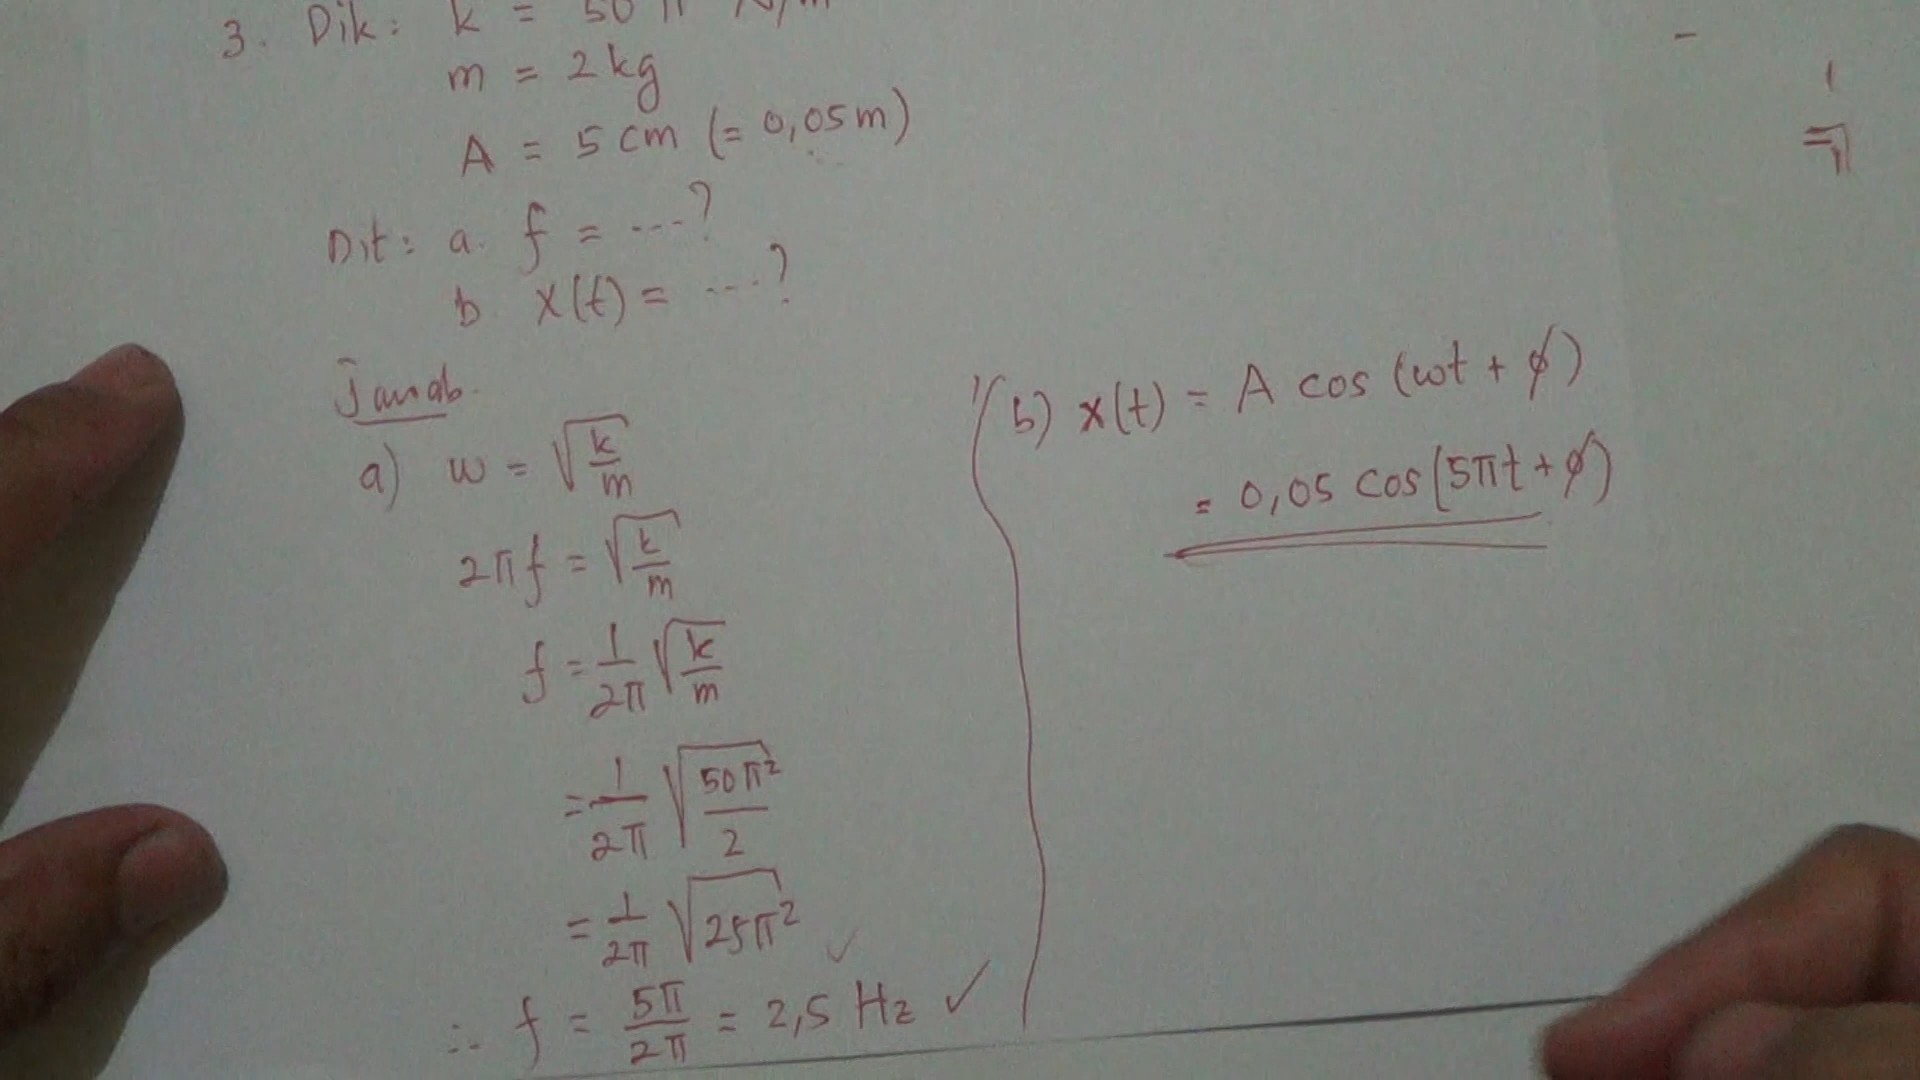 3. Dik: k = 50 π N/m
m = 2 kg
A = 5 cm (= 0,05 m)
Dit: a. f = ....?
b. x(t) = ....?
Jawab.
a) ω = √(k/m)
2πf = √(k/m)
f = 1/2π √(k/m)
= 1/2π √(50π²/2)
= 1/2π √25π²
∴ f = 5π/2π = 2,5 Hz ✓
b) x(t) = A cos (ωt + ϕ)
= 0,05 cos (5πt + ϕ)